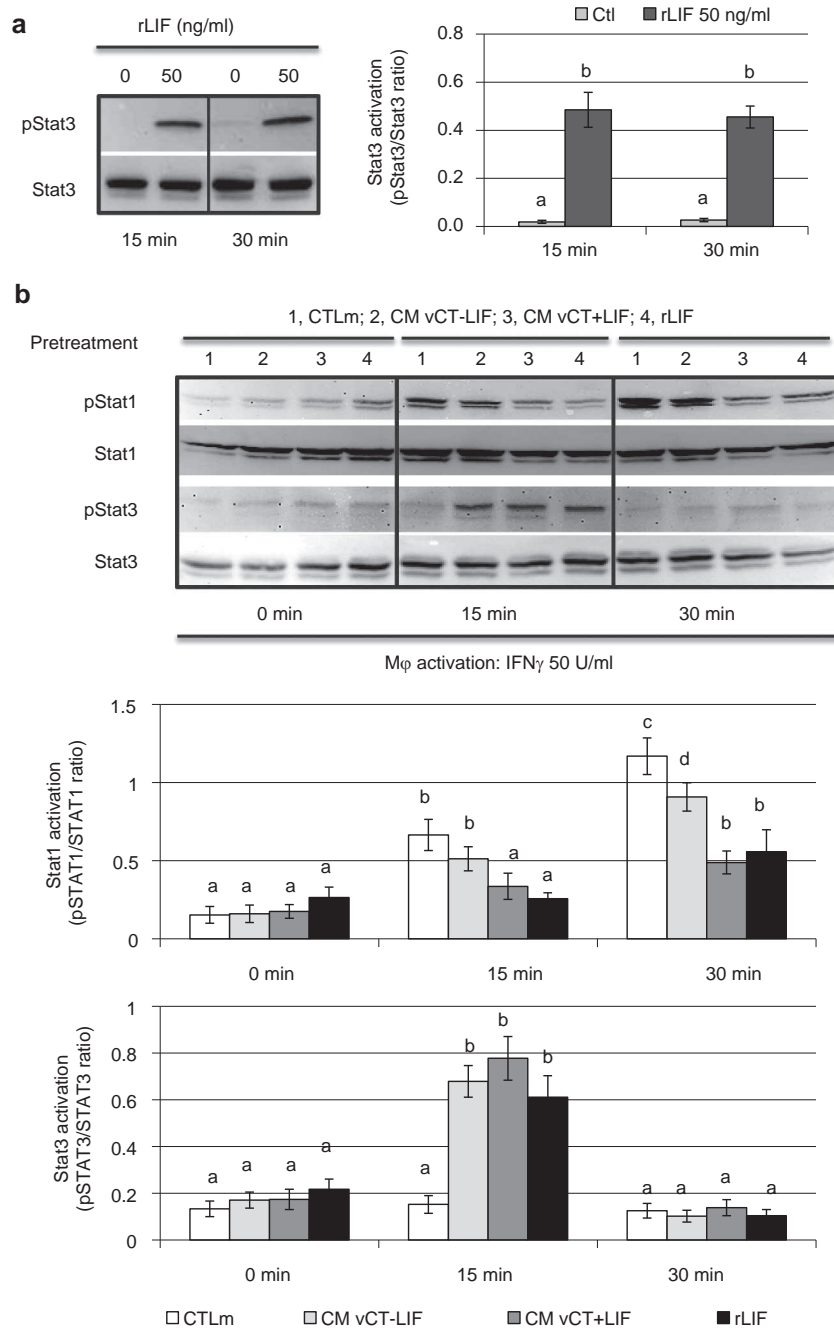 a
rLIF (ng/ml)
0 50 0 50
pStat3
Stat3
15 min 30 min
Ctl rLIF 50 ng/ml
Stat3 activation
(pStat3/Stat3 ratio)
0.8
0.6
0.4
0.2
0.0
a b a b
15 min 30 min
b
1, CTLm; 2, CM vCT-LIF; 3, CM vCT+LIF; 4, rLIF
Pretreatment
1 2 3 4 1 2 3 4 1 2 3 4
pStat1
Stat1
pStat3
Stat3
0 min 15 min 30 min
Mφ activation: IFNγ 50 U/ml
Stat1 activation
(pSTAT1/STAT1 ratio)
1.5
1
0.5
0
a a a a b b a a c d b b
0 min 15 min 30 min
Stat3 activation
(pSTAT3/STAT3 ratio)
1
0.8
0.6
0.4
0.2
0
a a a a a b b b a a a a
0 min 15 min 30 min
CTLm CM vCT-LIF CM vCT+LIF rLIF